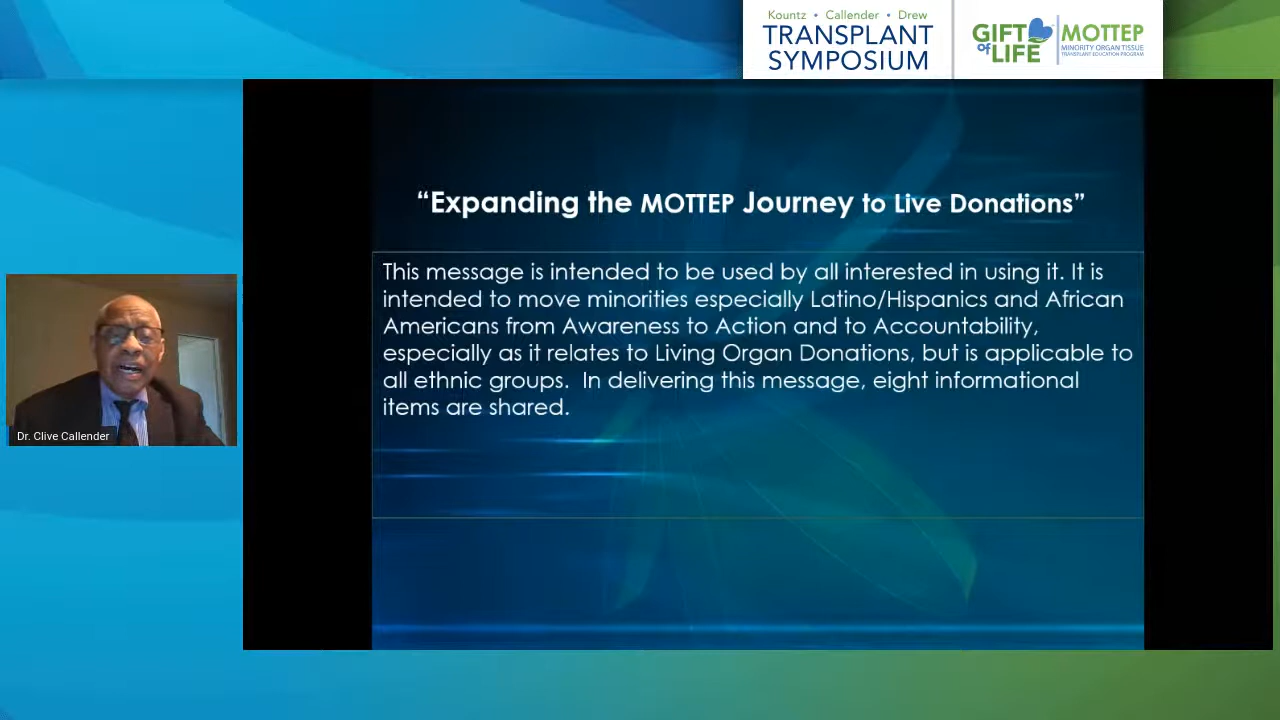 Kountz • Callender • Drew
TRANSPLANT
SYMPOSIUM
GIFT
of LIFE
MOTTEP
MINORITY ORGAN TISSUE
TRANSPLANT EDUCATION PROGRAM
“Expanding the MOTTEP Journey to Live Donations”
This message is intended to be used by all interested in using it. It is
intended to move minorities especially Latino/Hispanics and African
Americans from Awareness to Action and to Accountability,
especially as it relates to Living Organ Donations, but is applicable to
all ethnic groups.  In delivering this message, eight informational
items are shared.
Dr. Clive Callender